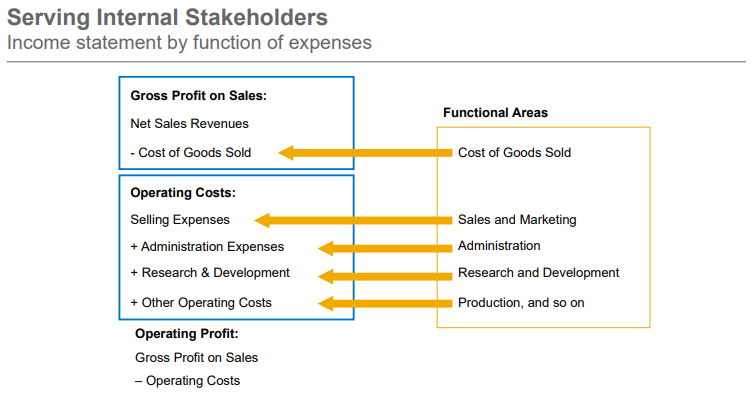 Serving Internal Stakeholders
Income statement by function of expenses
Gross Profit on Sales:
Net Sales Revenues
- Cost of Goods Sold
Operating Costs:
Selling Expenses
+ Administration Expenses
+ Research & Development
+ Other Operating Costs
Operating Profit:
Gross Profit on Sales
– Operating Costs
Functional Areas
Cost of Goods Sold
Sales and Marketing
Administration
Research and Development
Production, and so on